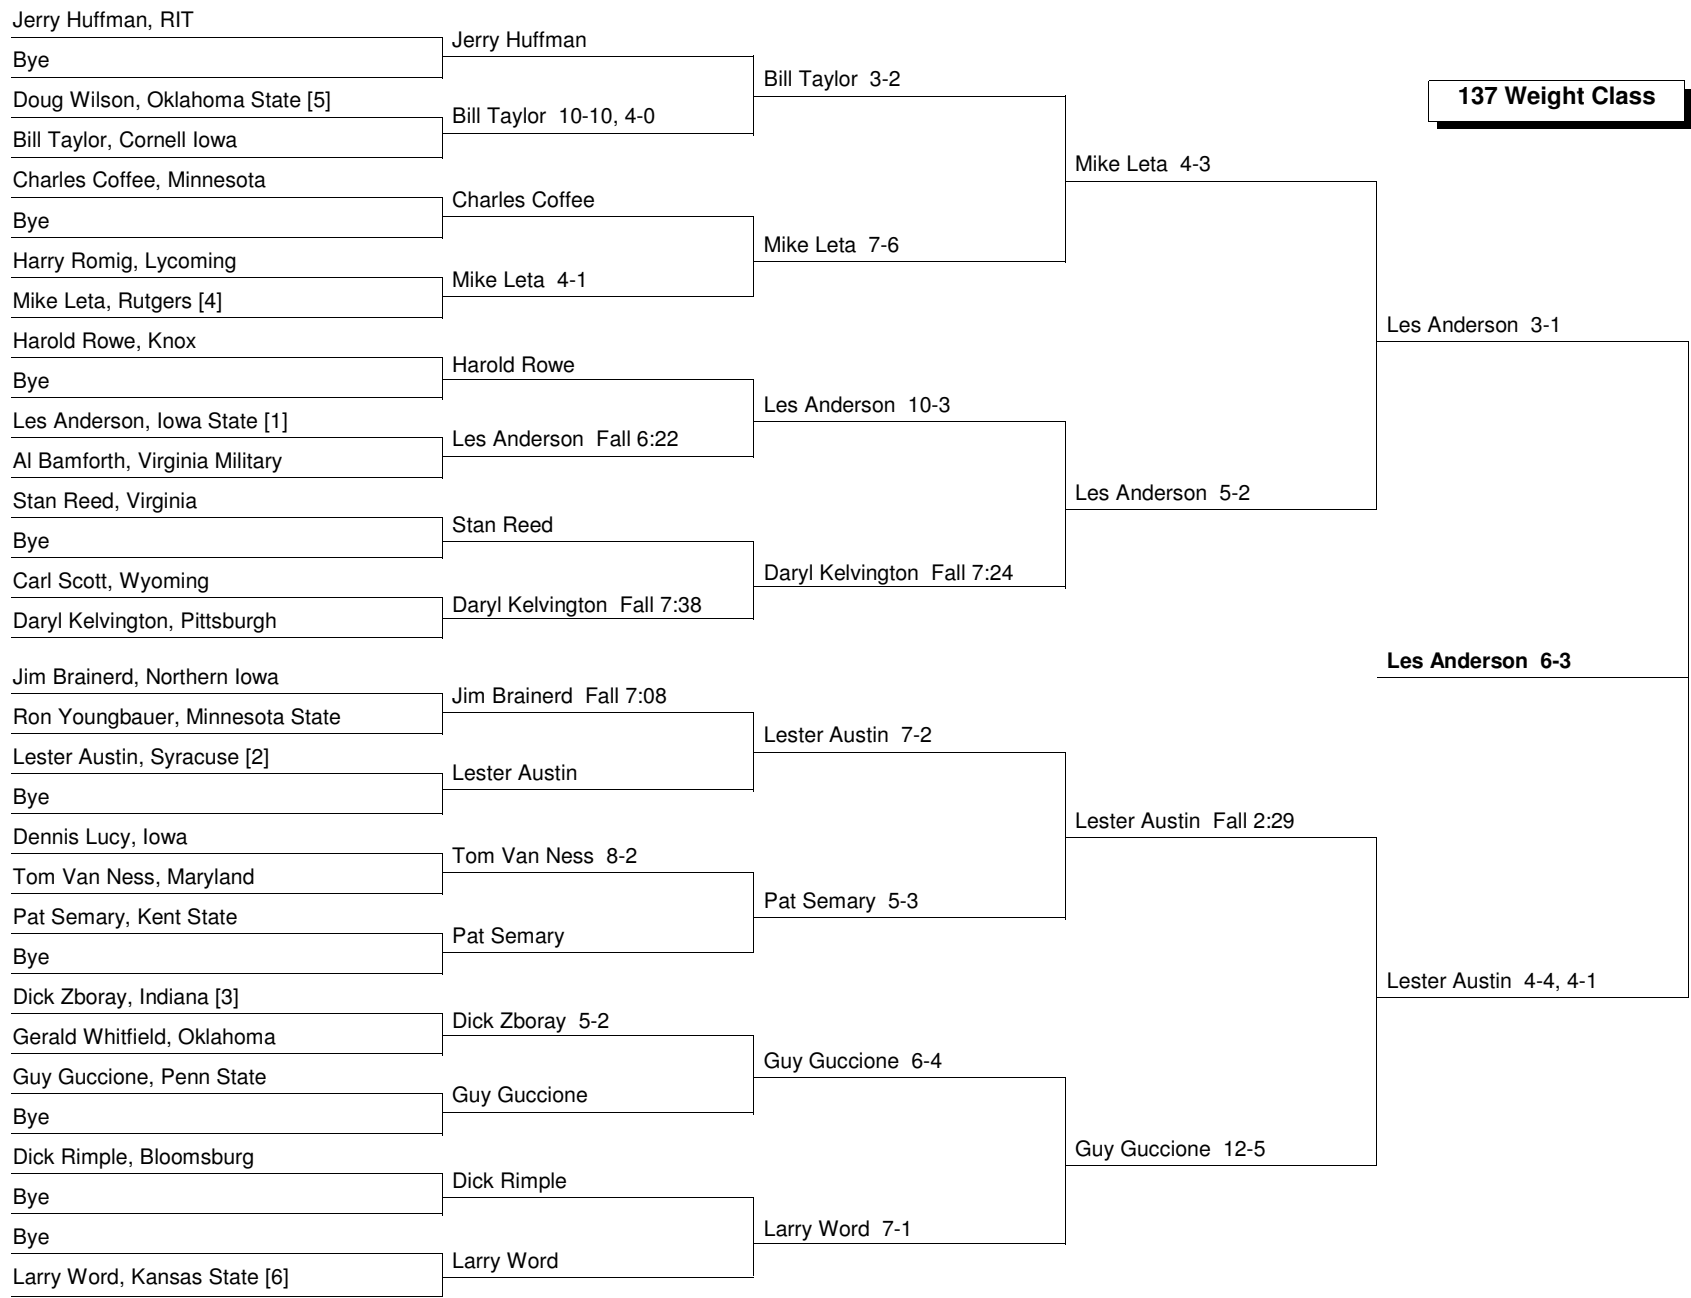 137 Weight Class
Jerry Huffman, RIT
Bye
Doug Wilson, Oklahoma State [5]
Bill Taylor, Cornell Iowa
Charles Coffee, Minnesota
Bye
Harry Romig, Lycoming
Mike Leta, Rutgers [4]
Harold Rowe, Knox
Bye
Les Anderson, Iowa State [1]
Al Bamforth, Virginia Military
Stan Reed, Virginia
Bye
Carl Scott, Wyoming
Daryl Kelvington, Pittsburgh
Jim Brainerd, Northern Iowa
Ron Youngbauer, Minnesota State
Lester Austin, Syracuse [2]
Bye
Dennis Lucy, Iowa
Tom Van Ness, Maryland
Pat Semary, Kent State
Bye
Dick Zboray, Indiana [3]
Gerald Whitfield, Oklahoma
Guy Guccione, Penn State
Bye
Dick Rimple, Bloomsburg
Bye
Bye
Larry Word, Kansas State [6]
Jerry Huffman
Bill Taylor 10-10, 4-0
Charles Coffee
Mike Leta 4-1
Harold Rowe
Les Anderson Fall 6:22
Stan Reed
Daryl Kelvington Fall 7:38
Jim Brainerd Fall 7:08
Lester Austin
Tom Van Ness 8-2
Pat Semary
Dick Zboray 5-2
Guy Guccione
Dick Rimple
Larry Word
Bill Taylor 3-2
Mike Leta 7-6
Les Anderson 10-3
Daryl Kelvington Fall 7:24
Lester Austin 7-2
Pat Semary 5-3
Guy Guccione 6-4
Larry Word 7-1
Mike Leta 4-3
Les Anderson 5-2
Lester Austin Fall 2:29
Guy Guccione 12-5
Les Anderson 3-1
Les Anderson 6-3
Lester Austin 4-4, 4-1